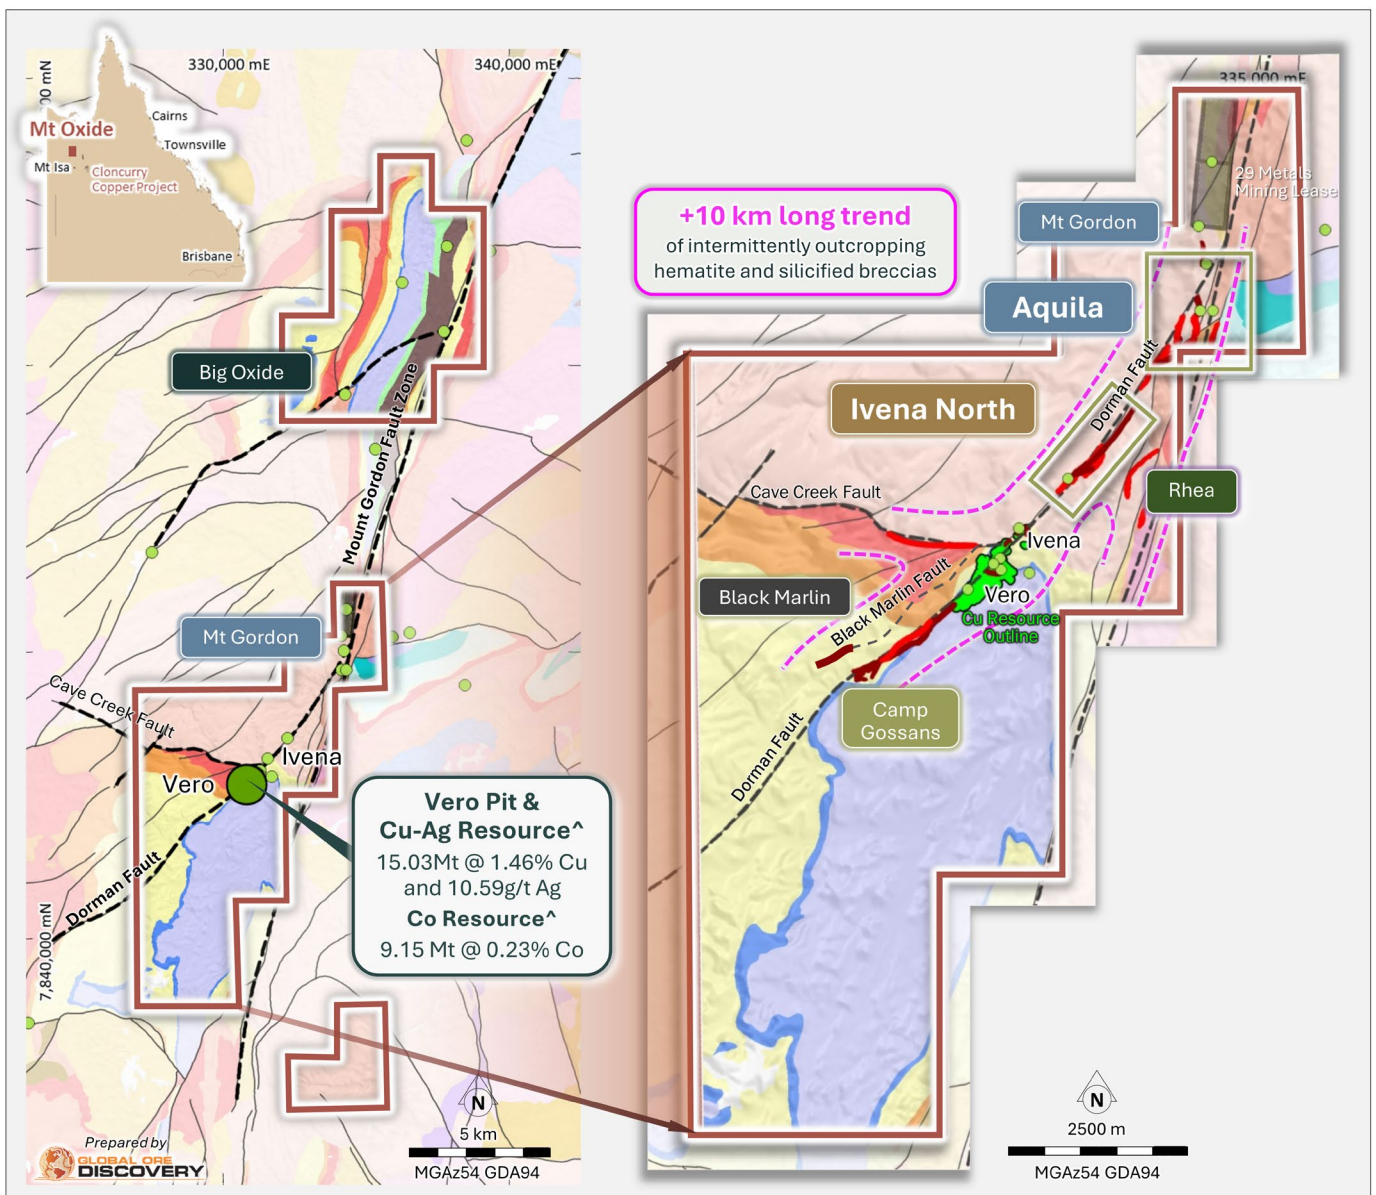 00 mN
330,000 mE
340,000 mE
Cairns
Mt Oxide
Townsville
Mt Isa
Cloncurry
Copper Project
Brisbane
Big Oxide
Mount Gordon Fault Zone
Mt Gordon
Cave Creek Fault
Ivena
Vero
Dorman Fault
Vero Pit &
Cu-Ag Resource^
15.03Mt @ 1.46% Cu
and 10.59g/t Ag
Co Resource^
9.15 Mt @ 0.23% Co
7,840,000 mN
N
5 km
MGAz54 GDA94
Prepared by
GLOBAL ORE
DISCOVERY
335,000 mE
29 Metals
Mining Lease
+10 km long trend
of intermittently outcropping
hematite and silicified breccias
Mt Gordon
Aquila
Dorman Fault
Ivena North
Rhea
Cave Creek Fault
Ivena
Black Marlin
Black Marlin Fault
Vero
Cu Resource
Outline
Camp
Gossans
Dorman Fault
N
2500 m
MGAz54 GDA94